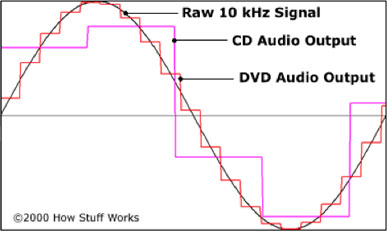 Raw 10 kHz Signal
CD Audio Output
DVD Audio Output
©2000 How Stuff Works